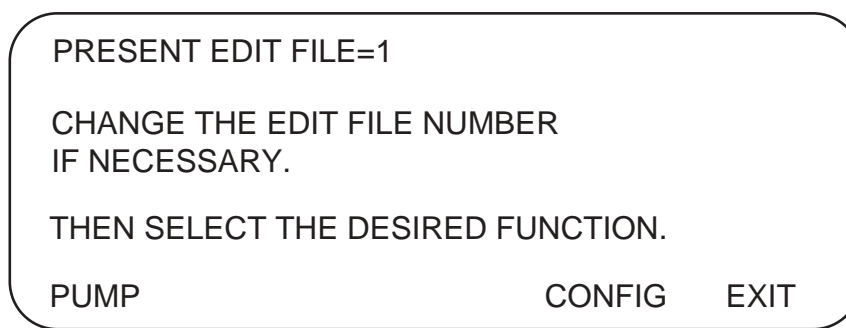 PRESENT EDIT FILE=1
CHANGE THE EDIT FILE NUMBER
IF NECESSARY.
THEN SELECT THE DESIRED FUNCTION.
PUMP CONFIG EXIT